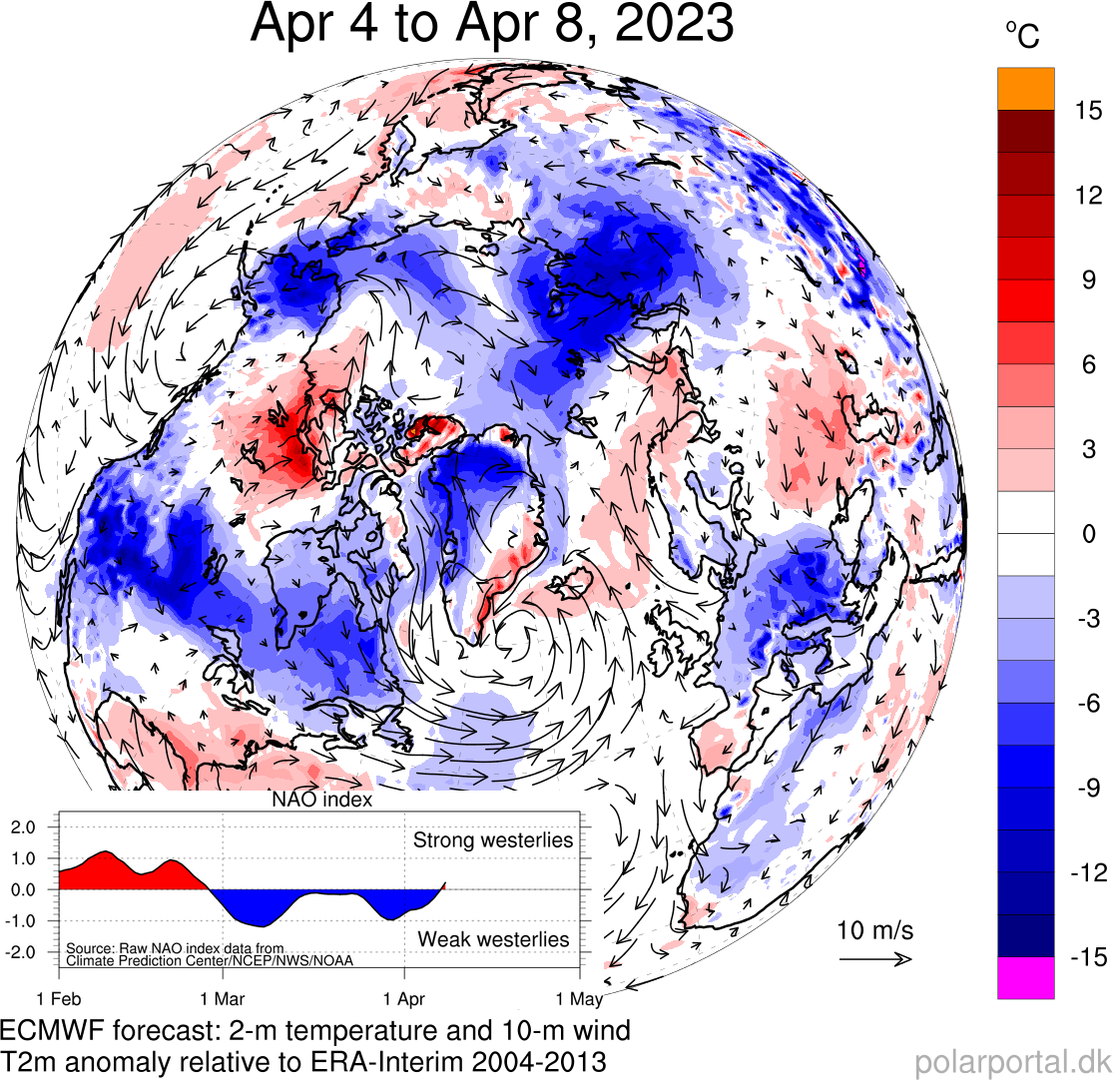 Apr 4 to Apr 8, 2023
°C
15
12
9
6
3
0
-3
-6
-9
-12
-15
10 m/s
NAO index
2.0
1.0
0.0
-1.0
-2.0
Strong westerlies
Weak westerlies
Source: Raw NAO index data from
Climate Prediction Center/NCEP/NWS/NOAA
1 Feb 1 Mar 1 Apr 1 May
ECMWF forecast: 2-m temperature and 10-m wind
T2m anomaly relative to ERA-Interim 2004-2013
polarportal.dk